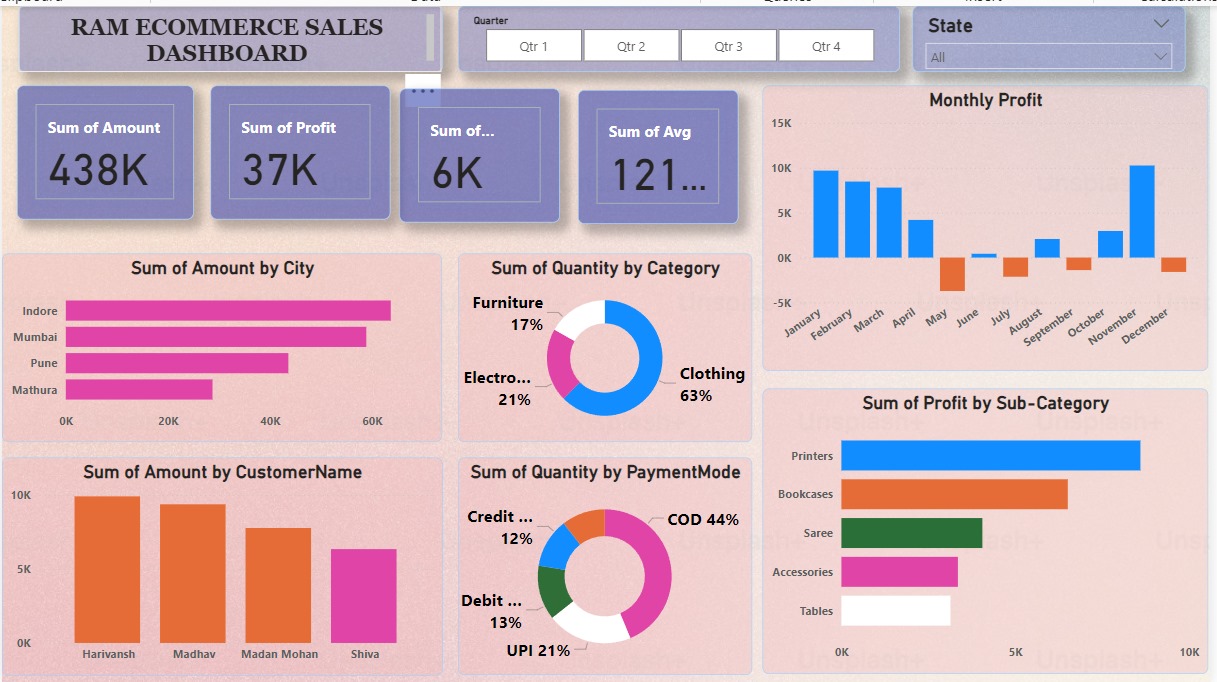 Data
Queries
Insert
Calculations
RAM ECOMMERCE SALES
DASHBOARD
Quarter
Qtr 1
Qtr 2
Qtr 3
Qtr 4
State
All
Sum of Amount
438K
Sum of Profit
37K
Sum of...
6K
Sum of Avg
121...
Monthly Profit
15K
10K
5K
0K
-5K
January
February
March
April
May
June
July
August
September
October
November
December
Sum of Amount by City
Indore
Mumbai
Pune
Mathura
0K
20K
40K
60K
Sum of Quantity by Category
Furniture
17%
Electro...
21%
Clothing
63%
Sum of Profit by Sub-Category
Printers
Bookcases
Saree
Accessories
Tables
0K
5K
10K
Sum of Amount by CustomerName
10K
5K
0K
Harivansh
Madhav
Madan Mohan
Shiva
Sum of Quantity by PaymentMode
Credit ...
12%
COD 44%
Debit ...
13%
UPI 21%
Unsplash+